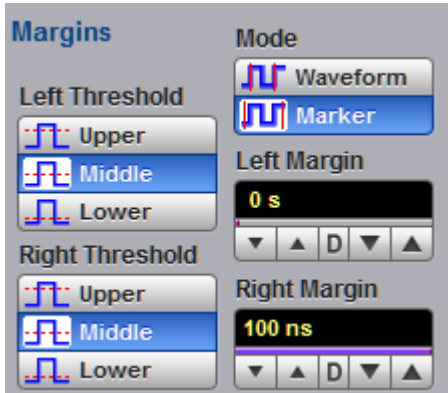 Margins
Left Threshold
Upper
Middle
Lower
Right Threshold
Upper
Middle
Lower
Mode
Waveform
Marker
Left Margin
0 s
D
Right Margin
100 ns
D